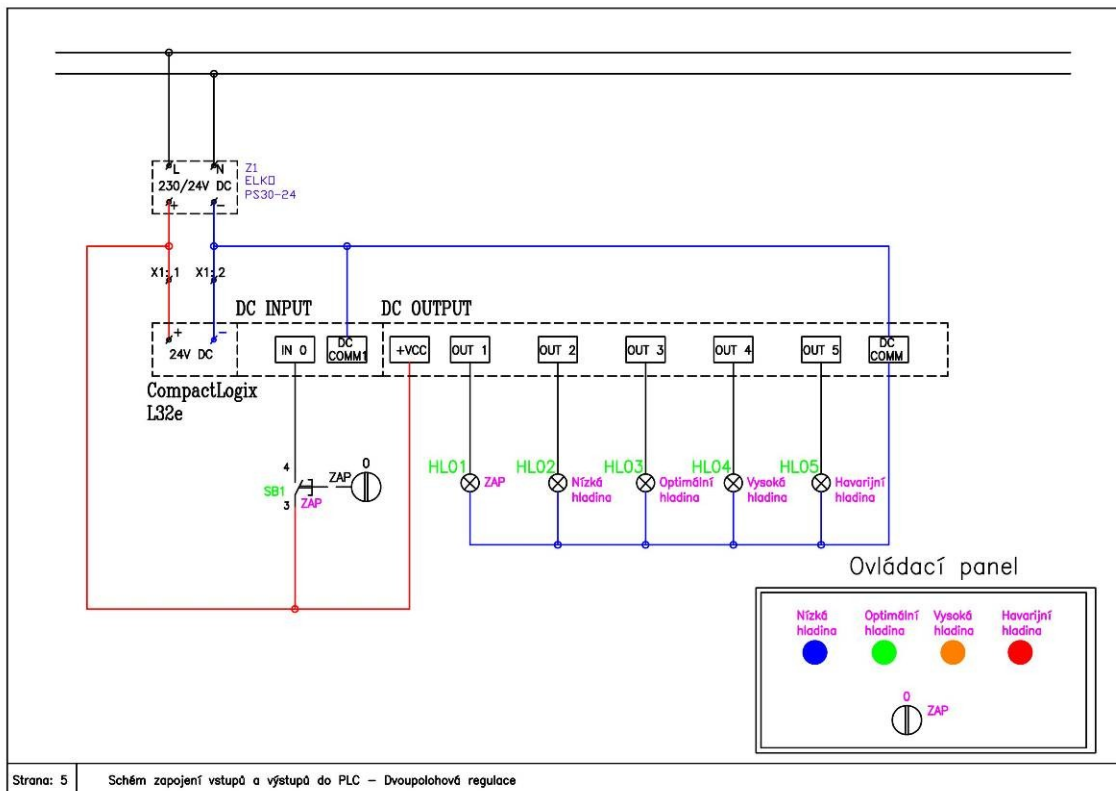 L N
230/24V DC
+ −
Z1
ELKO
PS30-24
X1: 1
X1: 2
DC INPUT
DC OUTPUT
+ −
24V DC
IN 0
DC
COMM1
+VCC
OUT 1
OUT 2
OUT 3
OUT 4
OUT 5
DC
COMM
CompactLogix
L32e
4
SB1
3
ZAP
ZAP
0
HL01
ZAP
HL02
Nízká
hladina
HL03
Optimální
hladina
HL04
Vysoká
hladina
HL05
Havarijní
hladina
Ovládací panel
Nízká
hladina
Optimální
hladina
Vysoká
hladina
Havarijní
hladina
0
ZAP
Strana: 5
Schém zapojení vstupů a výstupů do PLC – Dvoupolohová regulace